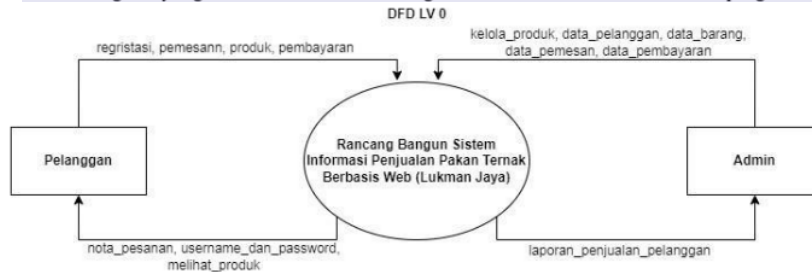 DFD LV 0
regristasi, pemesann, produk, pembayaran
kelola_produk, data_pelanggan, data_barang,
data_pemesan, data_pembayaran
Pelanggan
Rancang Bangun Sistem
Informasi Penjualan Pakan Ternak
Berbasis Web (Lukman Jaya)
Admin
nota_pesanan, username_dan_password,
melihat_produk
laporan_penjualan_pelanggan